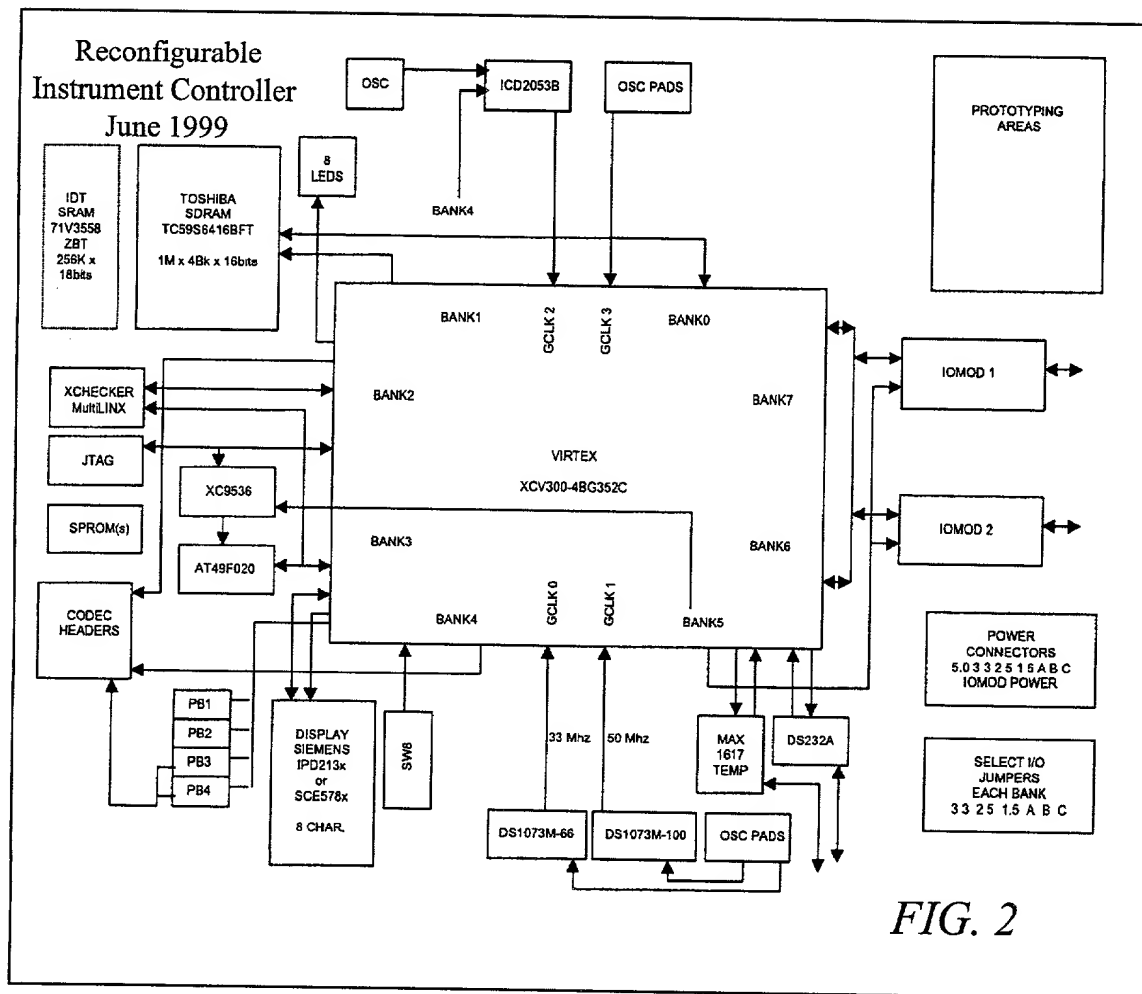 Reconfigurable
Instrument Controller
June 1999
OSC
ICD2053B
OSC PADS
PROTOTYPING
AREAS
8
LEDS
BANK4
IDT
SRAM
71V3558
ZBT
256K x
18bits
TOSHIBA
SDRAM
TC59S6416BFT
1M x 4Bk x 16bits
BANK1
GCLK 2
GCLK 3
BANK0
XCHECKER
MultiLINX
BANK2
BANK7
IOMOD 1
JTAG
VIRTEX
XCV300-4BG352C
XC9536
SPROM(s)
AT49F020
BANK3
BANK6
IOMOD 2
CODEC
HEADERS
BANK4
GCLK 0
GCLK 1
BANK5
POWER
CONNECTORS
5.0 3 3 2 5 1 5 A B C
IOMOD POWER
PB1
PB2
PB3
PB4
DISPLAY
SIEMENS
IPD213x
or
SCE578x
8 CHAR.
SW8
33 Mhz
50 Mhz
MAX
1617
TEMP
DS232A
SELECT I/O
JUMPERS
EACH BANK
3 3 2 5 1.5 A B C
DS1073M-66
DS1073M-100
OSC PADS
FIG. 2